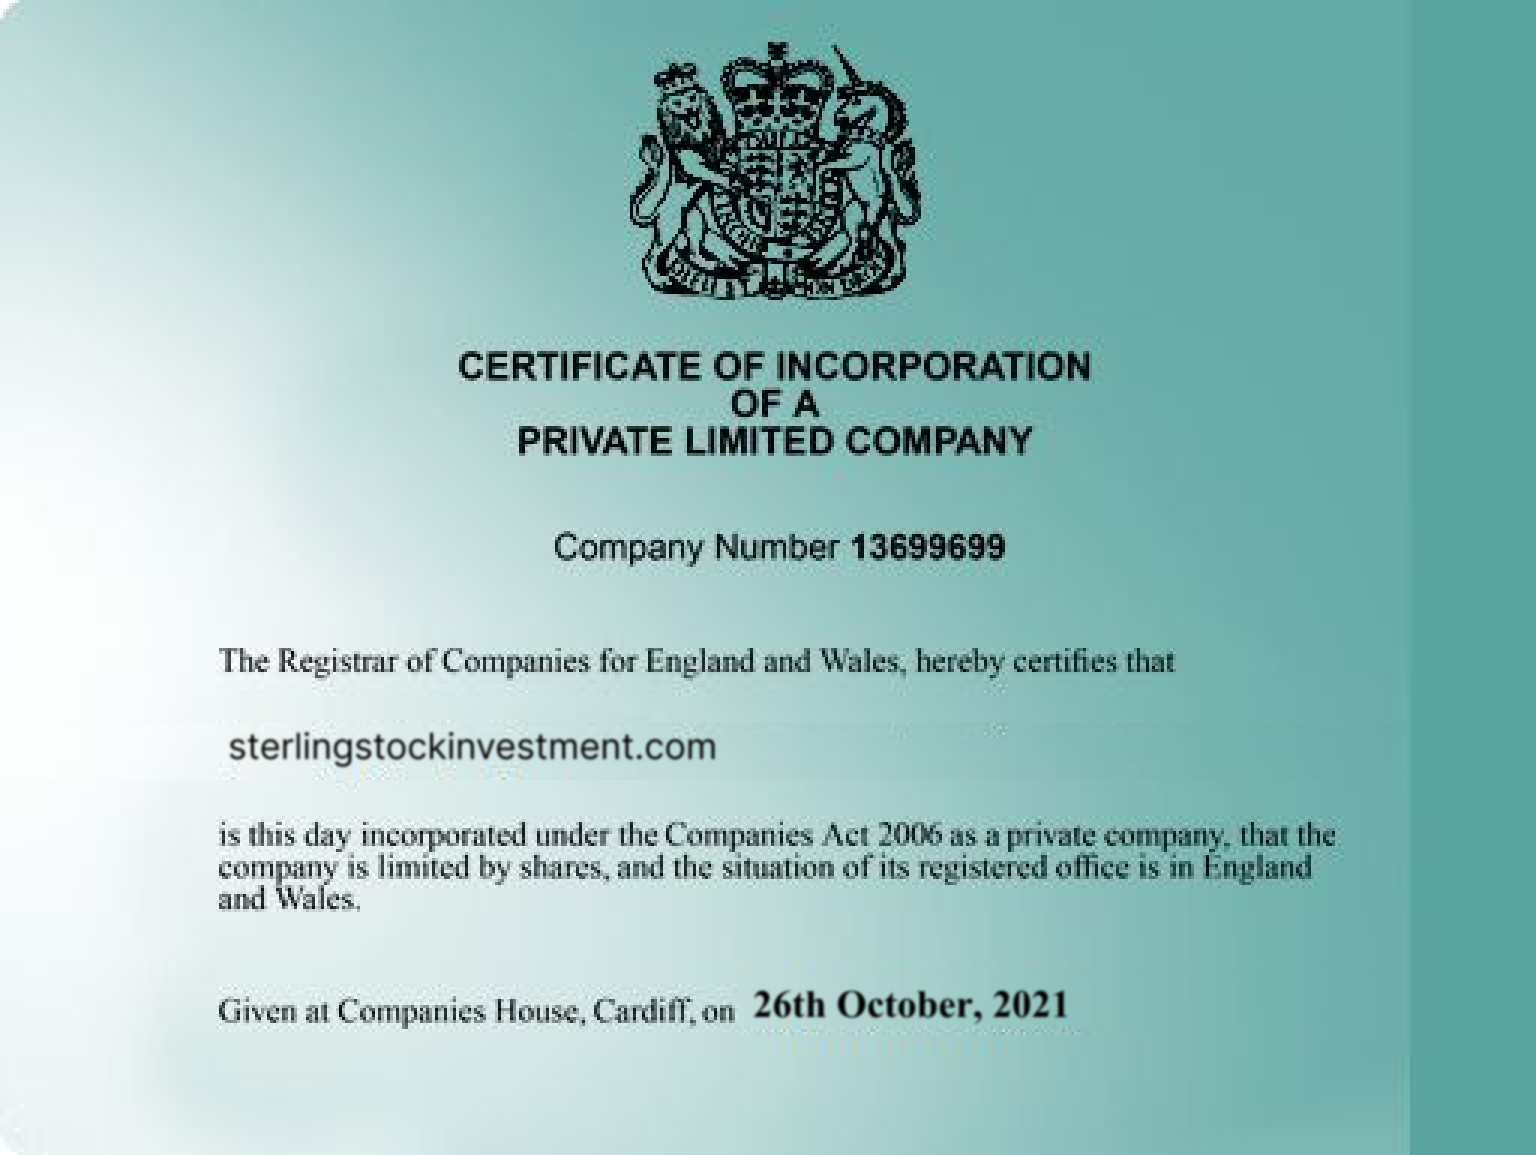 CERTIFICATE OF INCORPORATION
OF A
PRIVATE LIMITED COMPANY
Company Number 13699699
The Registrar of Companies for England and Wales, hereby certifies that
sterlingstockinvestment.com
is this day incorporated under the Companies Act 2006 as a private company, that the
company is limited by shares, and the situation of its registered office is in England
and Wales.
Given at Companies House, Cardiff, on 26th October, 2021